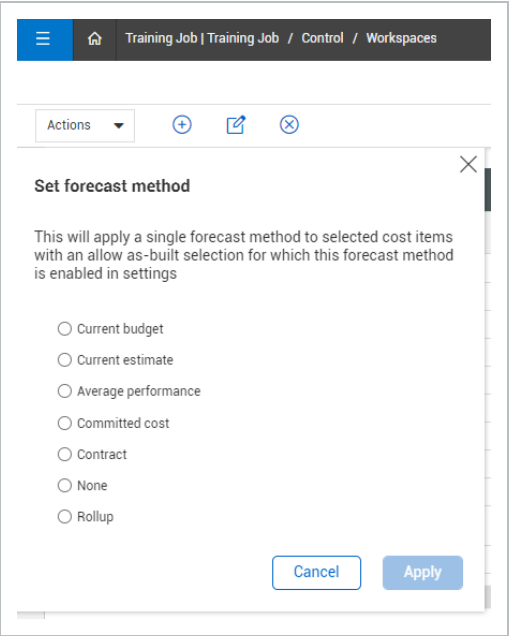 Training Job | Training Job / Control / Workspaces
Actions
Set forecast method
This will apply a single forecast method to selected cost items
with an allow as-built selection for which this forecast method
is enabled in settings
Current budget
Current estimate
Average performance
Committed cost
Contract
None
Rollup
Cancel Apply